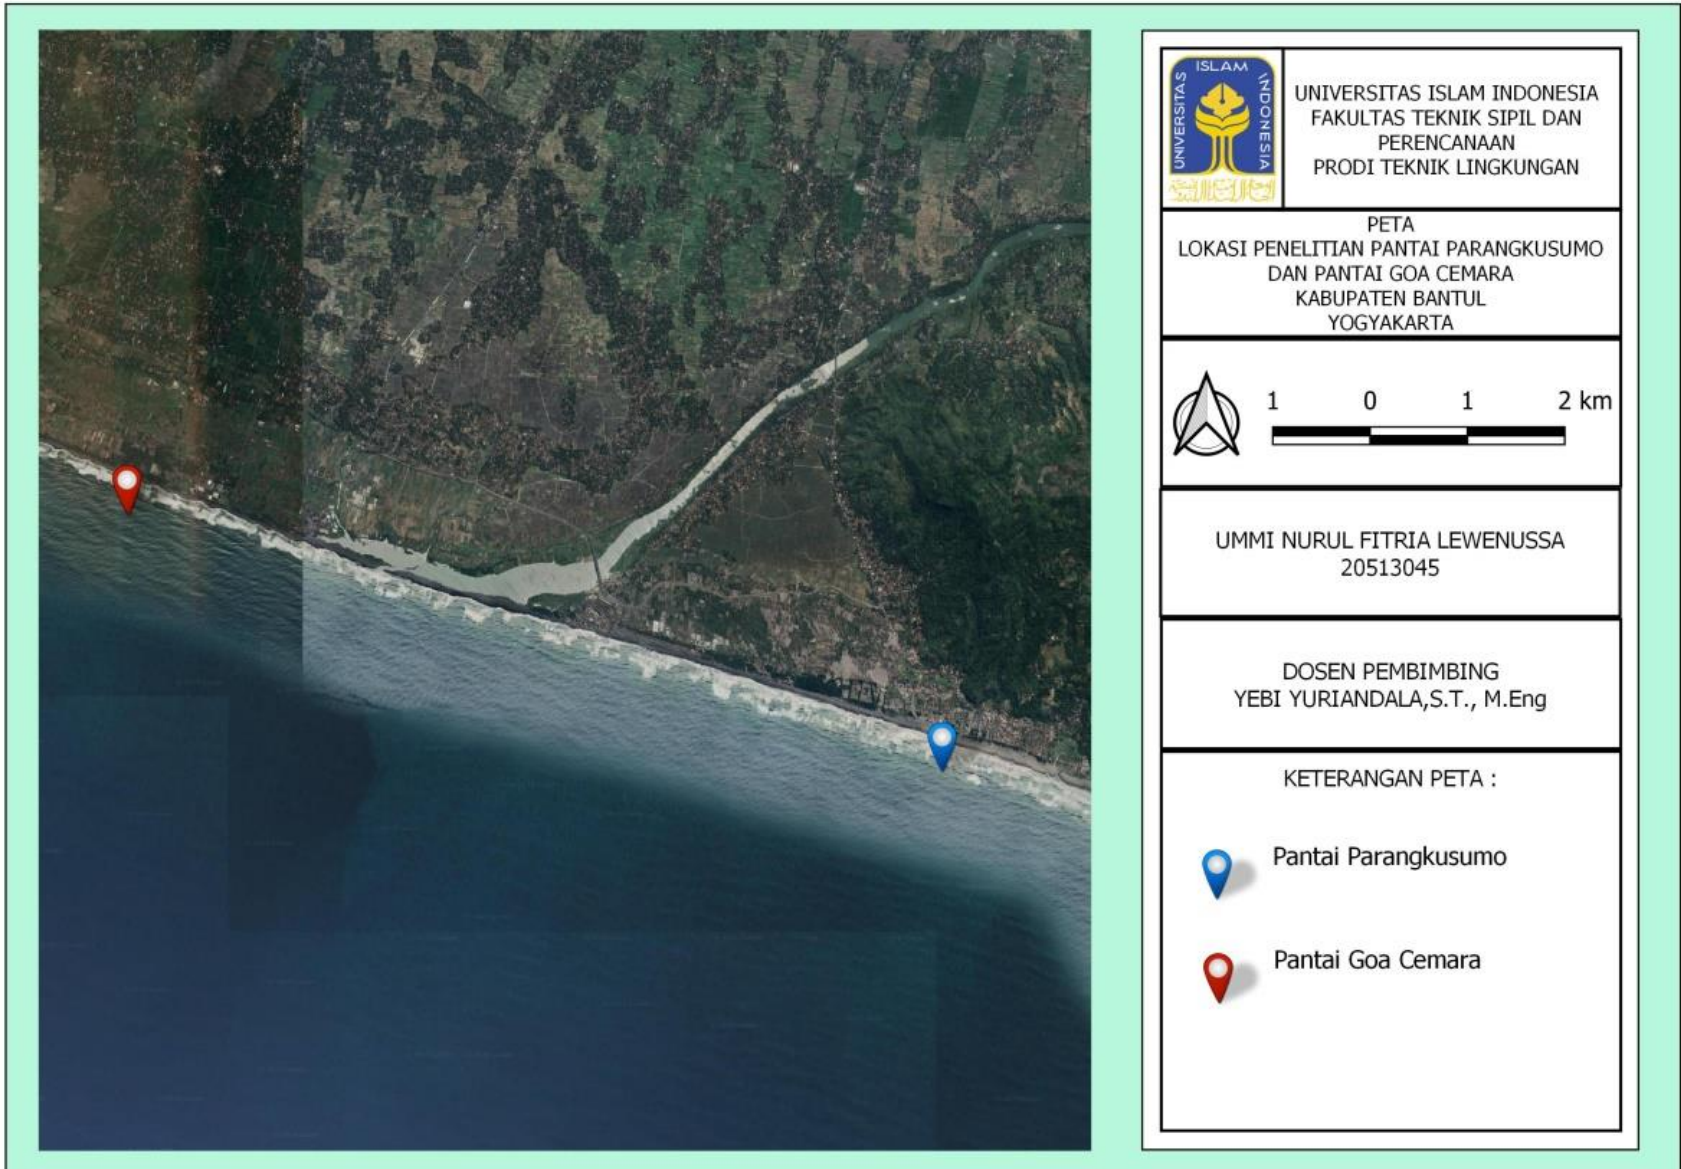 UNIVERSITAS ISLAM INDONESIA
UNIVERSITAS ISLAM INDONESIA
FAKULTAS TEKNIK SIPIL DAN
PERENCANAAN
PRODI TEKNIK LINGKUNGAN
PETA
LOKASI PENELITIAN PANTAI PARANGKUSUMO
DAN PANTAI GOA CEMARA
KABUPATEN BANTUL
YOGYAKARTA
1 0 1 2 km
UMMI NURUL FITRIA LEWENUSSA
20513045
DOSEN PEMBIMBING
YEBI YURIANDALA,S.T., M.Eng
KETERANGAN PETA :
Pantai Parangkusumo
Pantai Goa Cemara